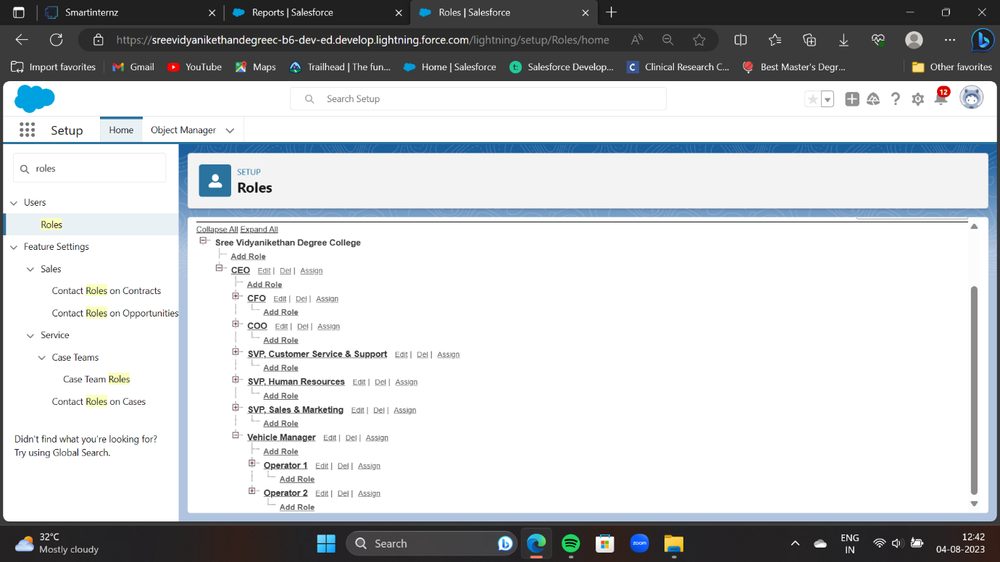 Smartinternz
Reports | Salesforce
Roles | Salesforce
https://sreevidyanikethandegreec-b6-dev-ed.develop.lightning.force.com/lightning/setup/Roles/home
Import favorites
Gmail
YouTube
Maps
Trailhead | The fun...
Home | Salesforce
Salesforce Develop...
Clinical Research C...
Best Master's Degr...
Other favorites
Search Setup
12
Setup
Home
Object Manager
roles
Users
Roles
Feature Settings
Sales
Contact Roles on Contracts
Contact Roles on Opportunities
Service
Case Teams
Case Team Roles
Contact Roles on Cases
Didn't find what you're looking for?
Try using Global Search.
SETUP
Roles
Collapse All Expand All
Sree Vidyanikethan Degree College
Add Role
CEO Edit | Del | Assign
Add Role
CFO Edit | Del | Assign
Add Role
COO Edit | Del | Assign
Add Role
SVP, Customer Service & Support Edit | Del | Assign
Add Role
SVP, Human Resources Edit | Del | Assign
Add Role
SVP, Sales & Marketing Edit | Del | Assign
Add Role
Vehicle Manager Edit | Del | Assign
Add Role
Operator 1 Edit | Del | Assign
Add Role
Operator 2 Edit | Del | Assign
Add Role
32°C
Mostly cloudy
Search
zoom
ENG
IN
12:42
04-08-2023